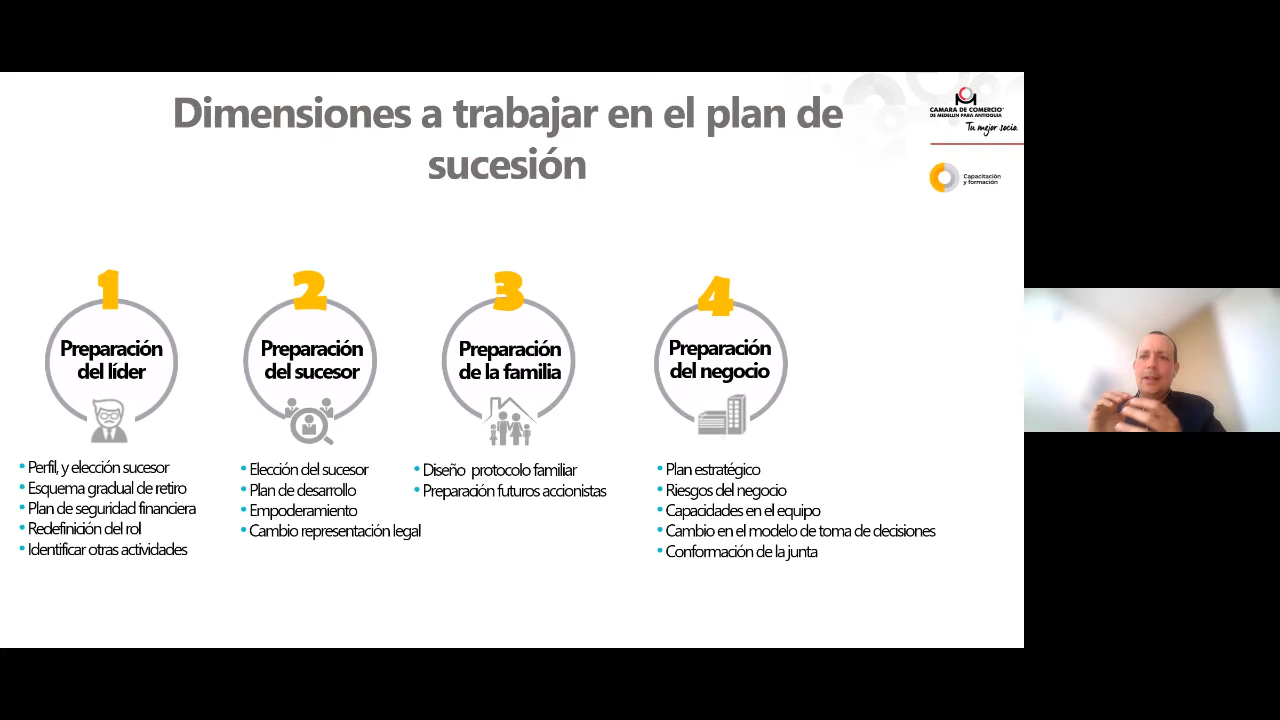 Dimensiones a trabajar en el plan de
sucesión
CAMARA DE COMERCIO
DE MEDELLIN PARA ANTIOQUIA
Tu mejor socio.
Capacitación
y formación
1
Preparación
del líder
• Perfil, y elección sucesor
• Esquema gradual de retiro
• Plan de seguridad financiera
• Redefinición del rol
• Identificar otras actividades
2
Preparación
del sucesor
• Elección del sucesor
• Plan de desarrollo
• Empoderamiento
• Cambio representación legal
3
Preparación
de la familia
• Diseño protocolo familiar
• Preparación futuros accionistas
4
Preparación
del negocio
• Plan estratégico
• Riesgos del negocio
• Capacidades en el equipo
• Cambio en el modelo de toma de decisiones
• Conformación de la junta